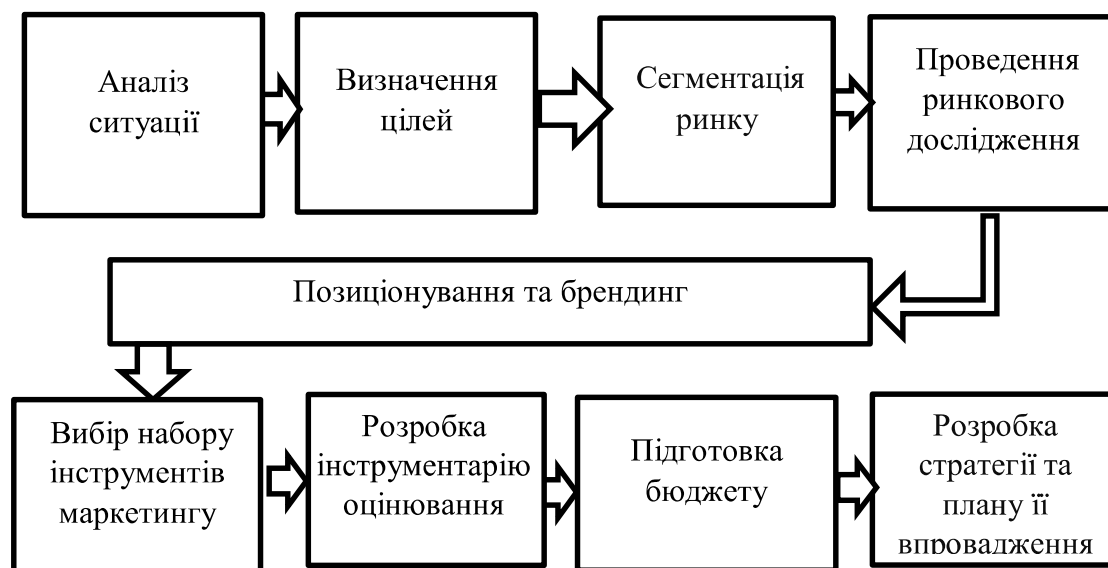 Аналіз
ситуації
Визначення
цілей
Сегментація
ринку
Проведення
ринкового
дослідження
Позиціонування та брендинг
Вибір набору
інструментів
маркетингу
Розробка
інструментарію
оцінювання
Підготовка
бюджету
Розробка
стратегії та
плану її
впровадження